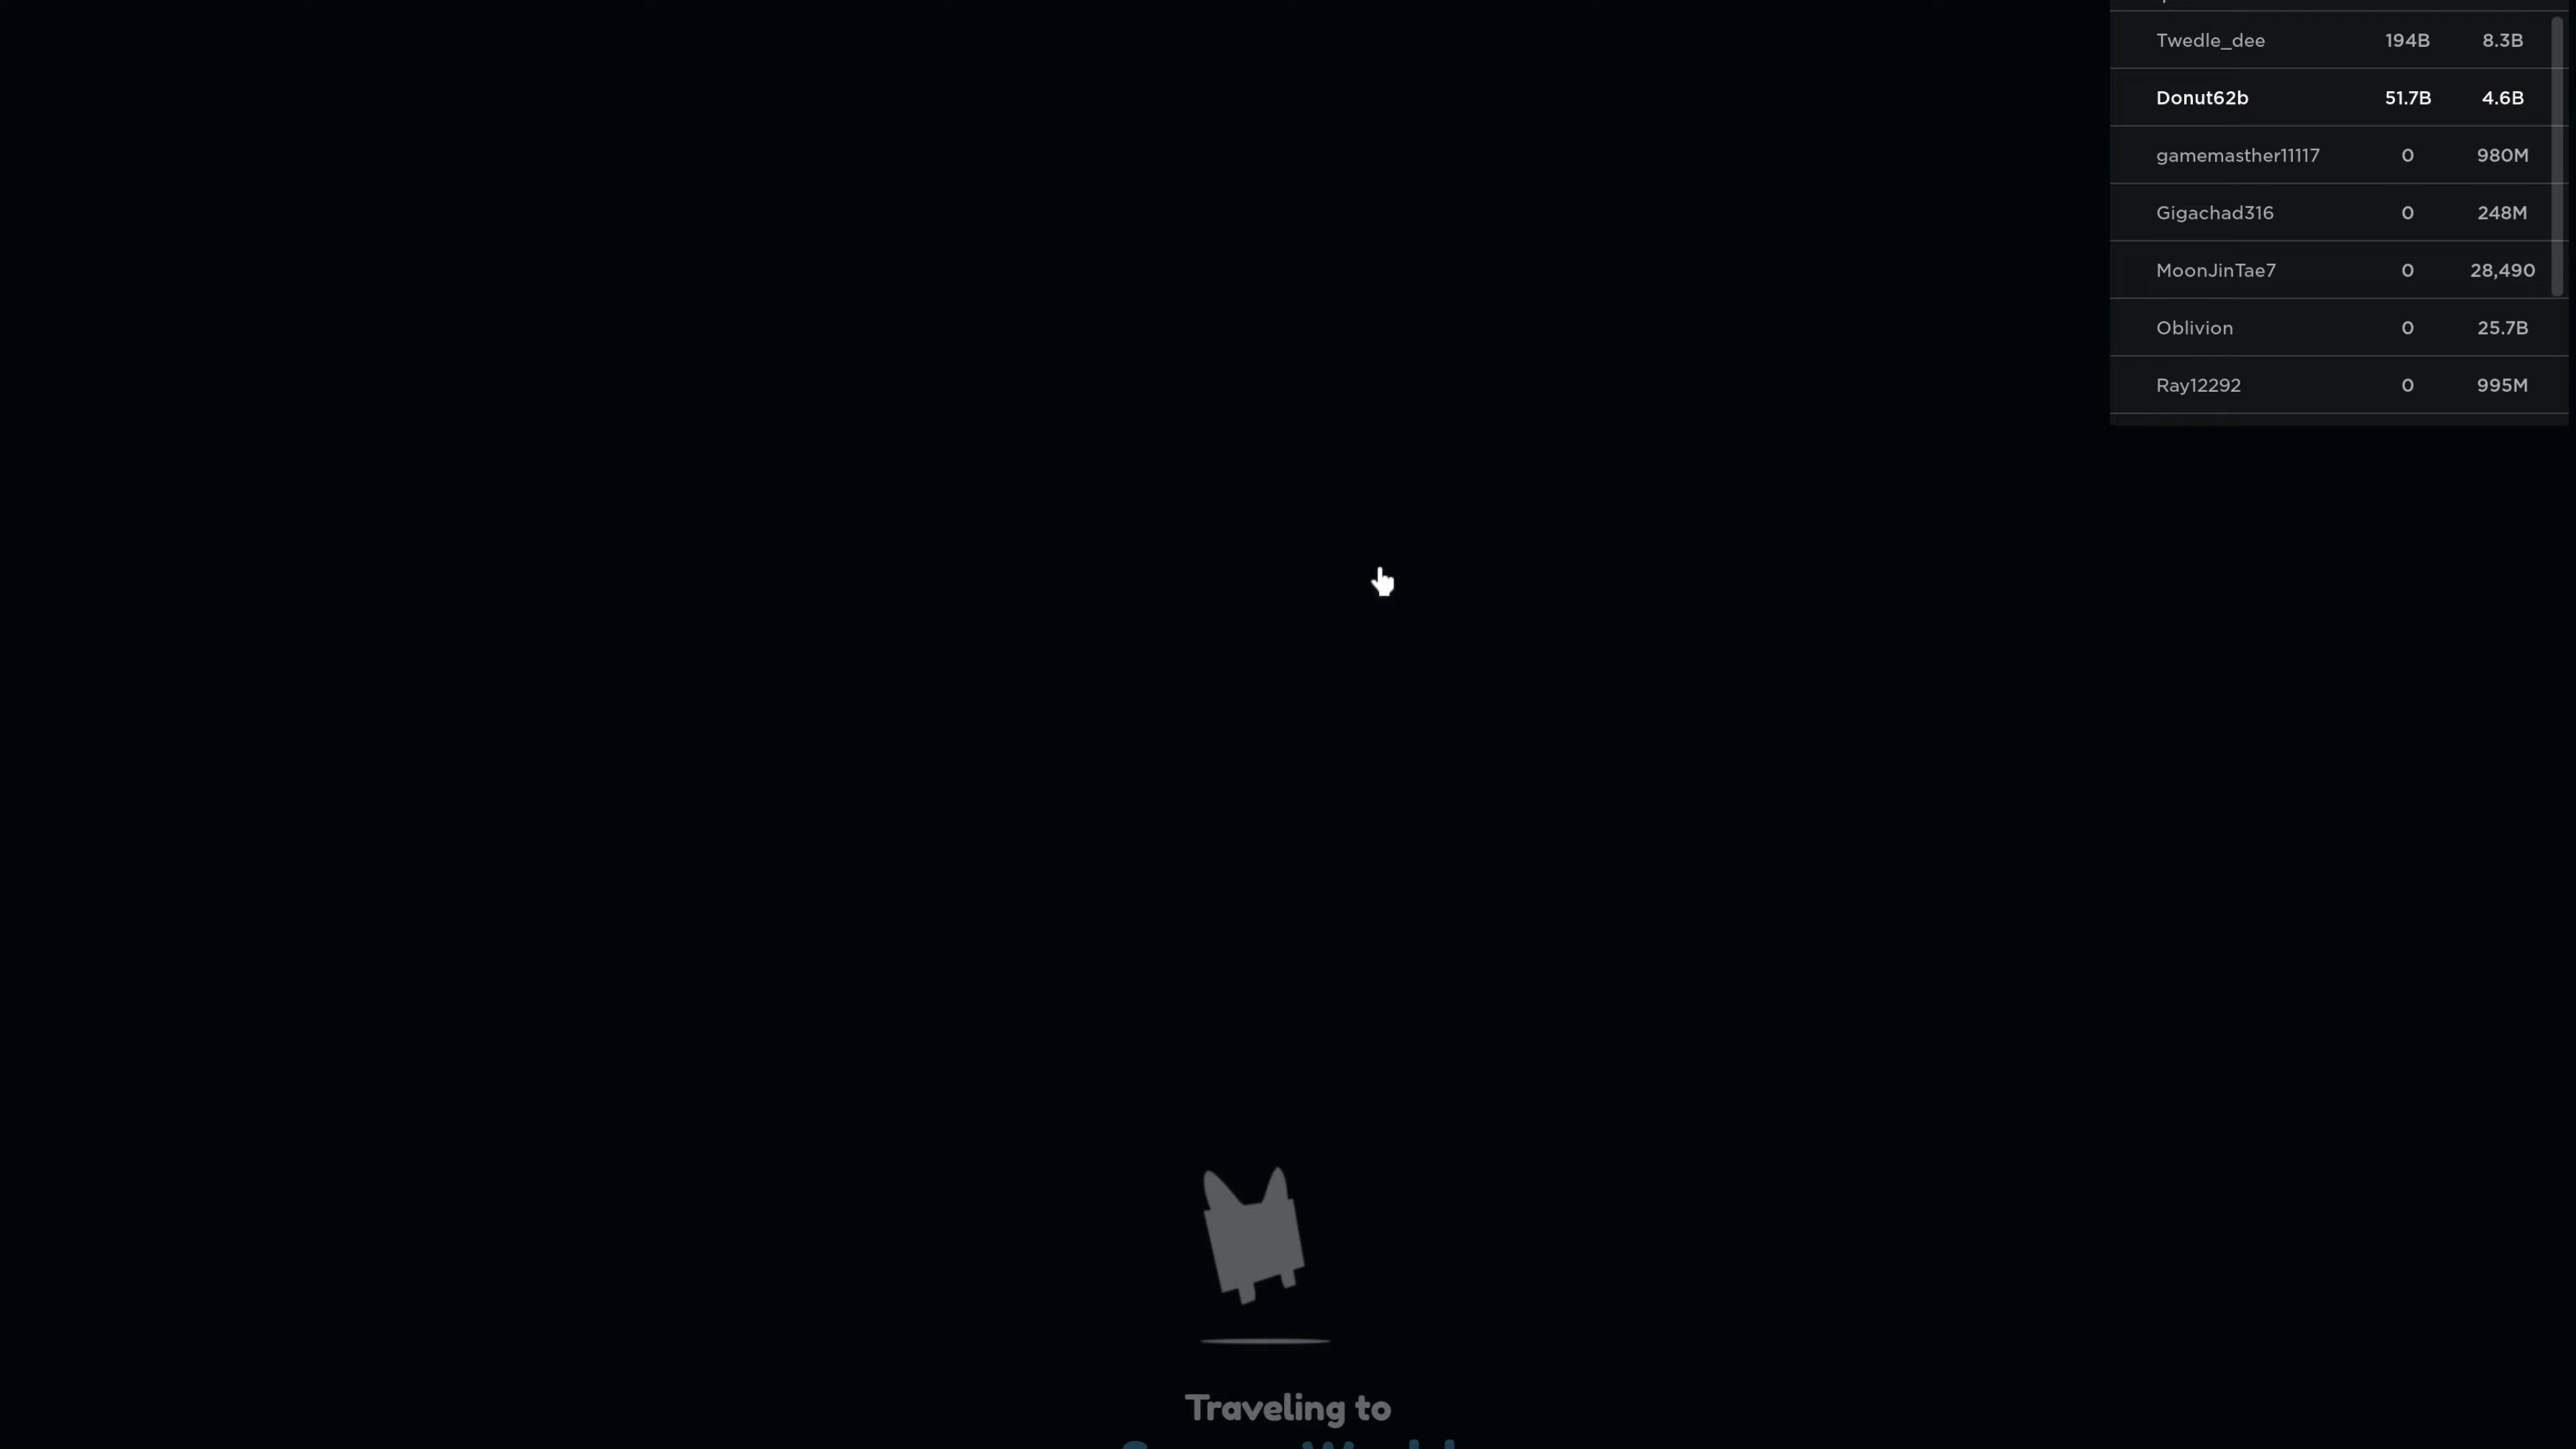 Twedle_dee 194B 8.3B
Donut62b 51.7B 4.6B
gamemasther11117 0 980M
Gigachad316 0 248M
MoonJinTae7 0 28,490
Oblivion 0 25.7B
Ray12292 0 995M
Traveling to